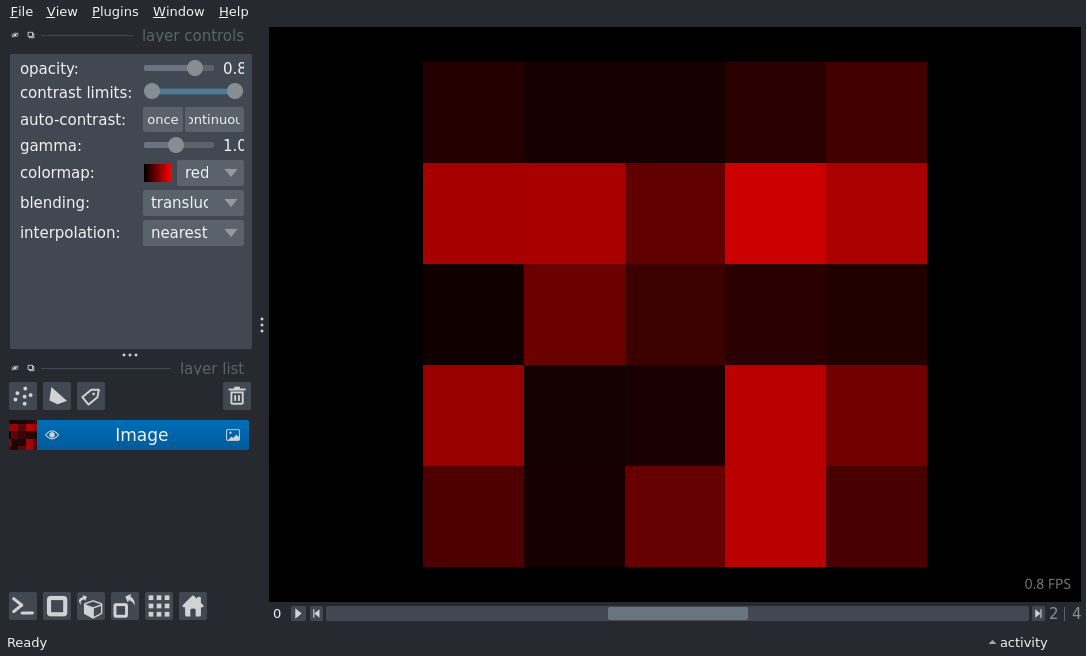 File View Plugins Window Help
layer controls
opacity: 0.8
contrast limits:
auto-contrast: once ontinuou
gamma: 1.0
colormap: red
blending: transluc
interpolation: nearest
layer list
Image
0.8 FPS
0 2 | 4
Ready activity